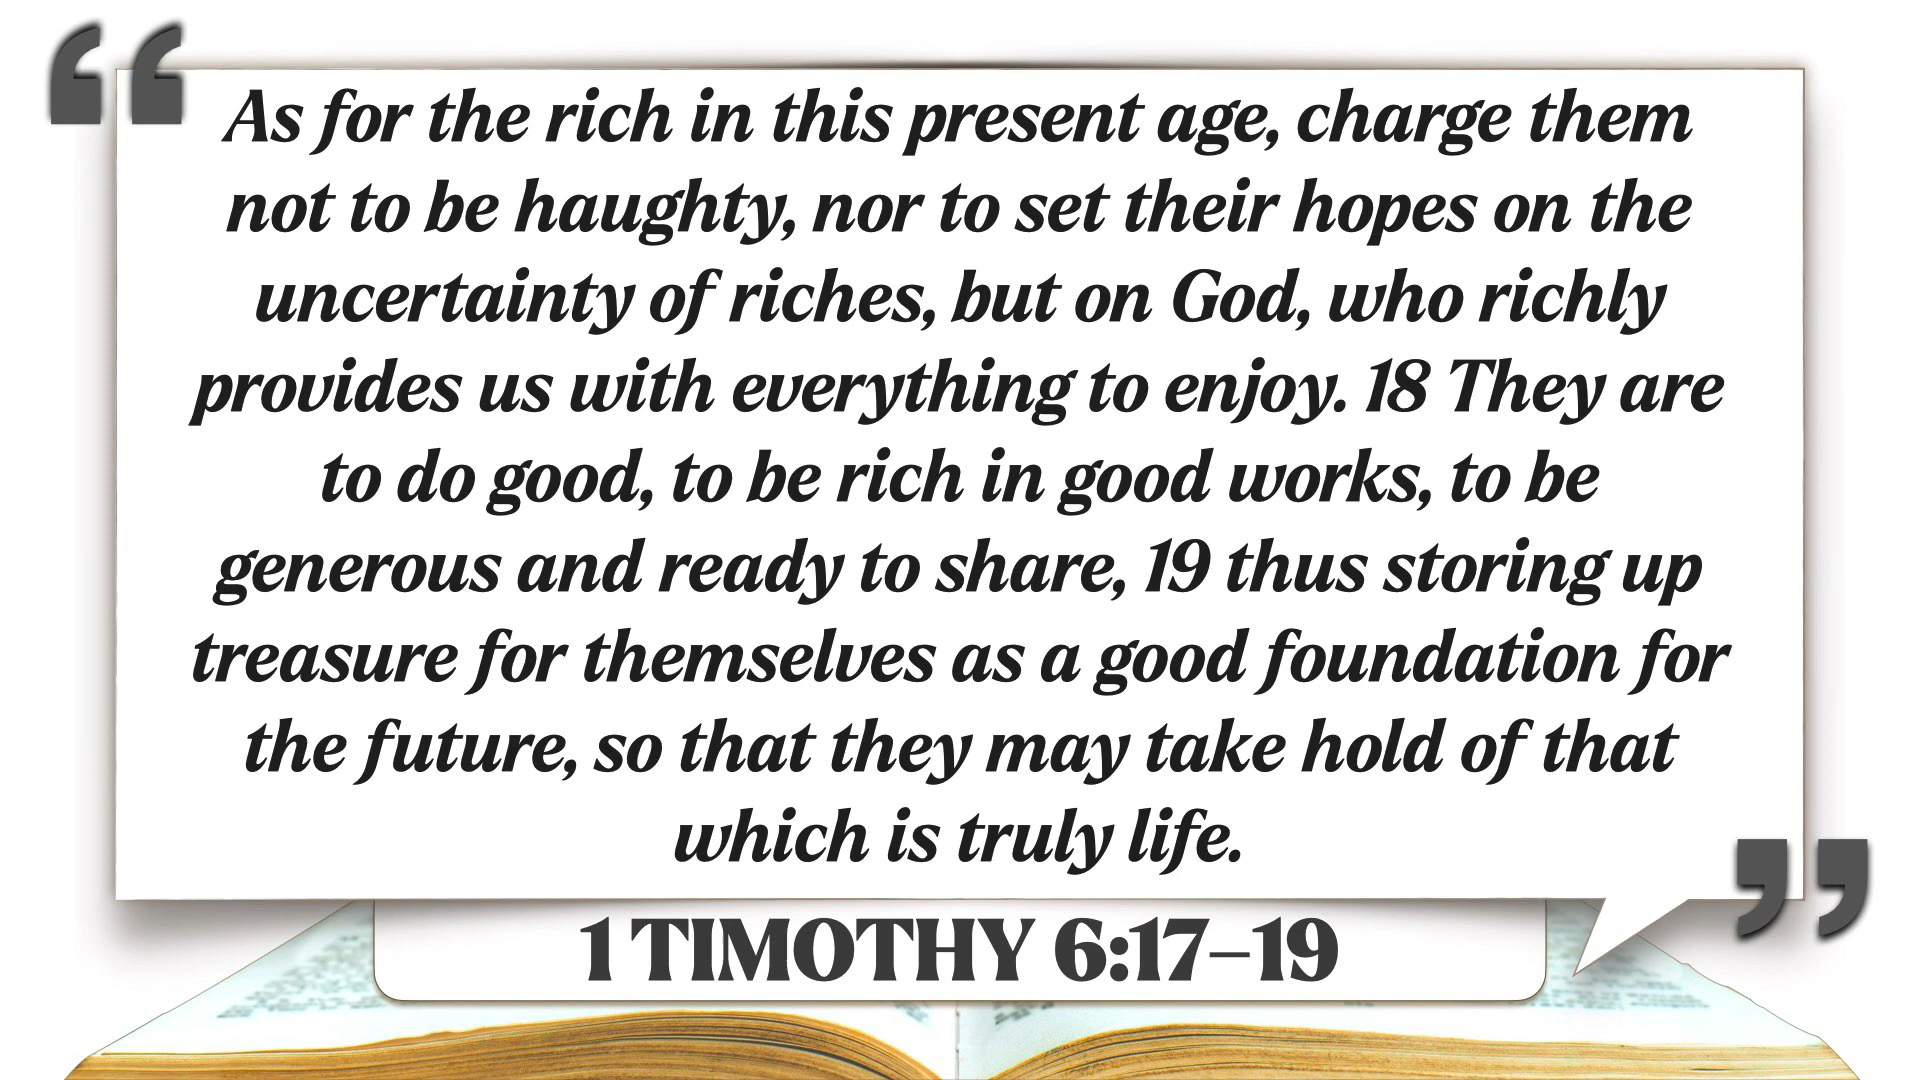 “
As for the rich in this present age, charge them
not to be haughty, nor to set their hopes on the
uncertainty of riches, but on God, who richly
provides us with everything to enjoy. 18 They are
to do good, to be rich in good works, to be
generous and ready to share, 19 thus storing up
treasure for themselves as a good foundation for
the future, so that they may take hold of that
which is truly life.
”
1 TIMOTHY 6:17–19